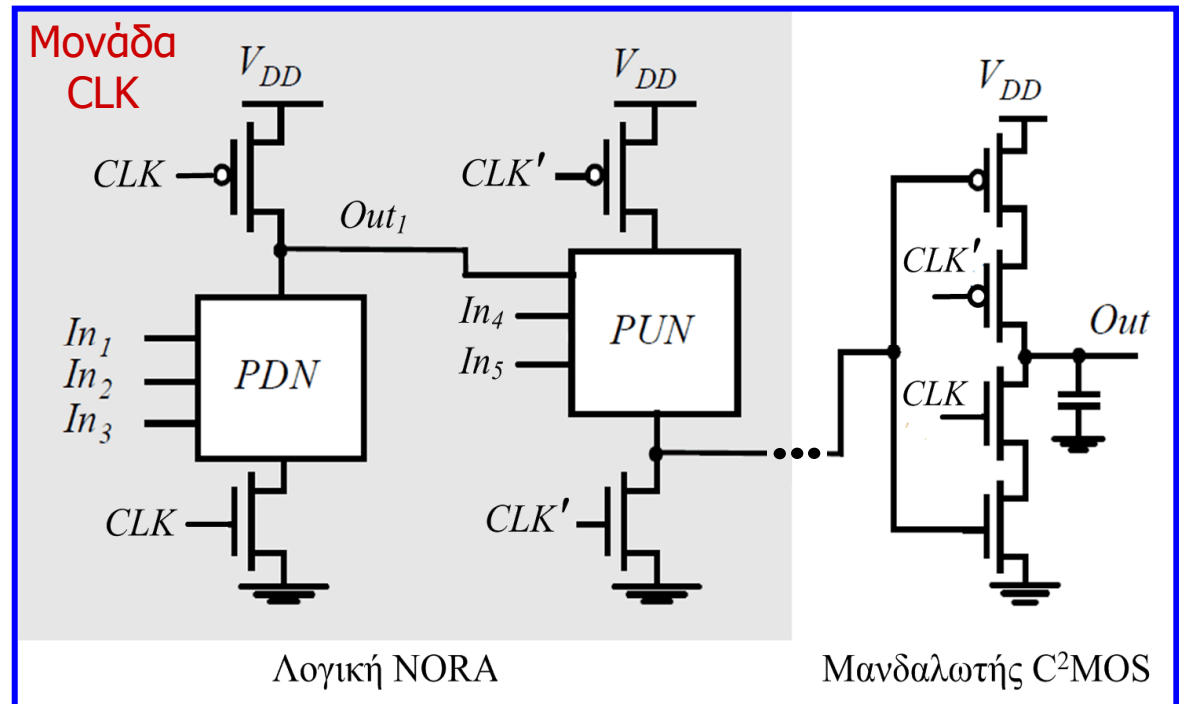 Μονάδα
CLK
V_DD
V_DD
V_DD
CLK
CLK'
Out₁
CLK'
In₁
In₂
In₃
PDN
In₄
In₅
PUN
Out
CLK
CLK
CLK'
Λογική NORA
Μανδαλωτής C²MOS